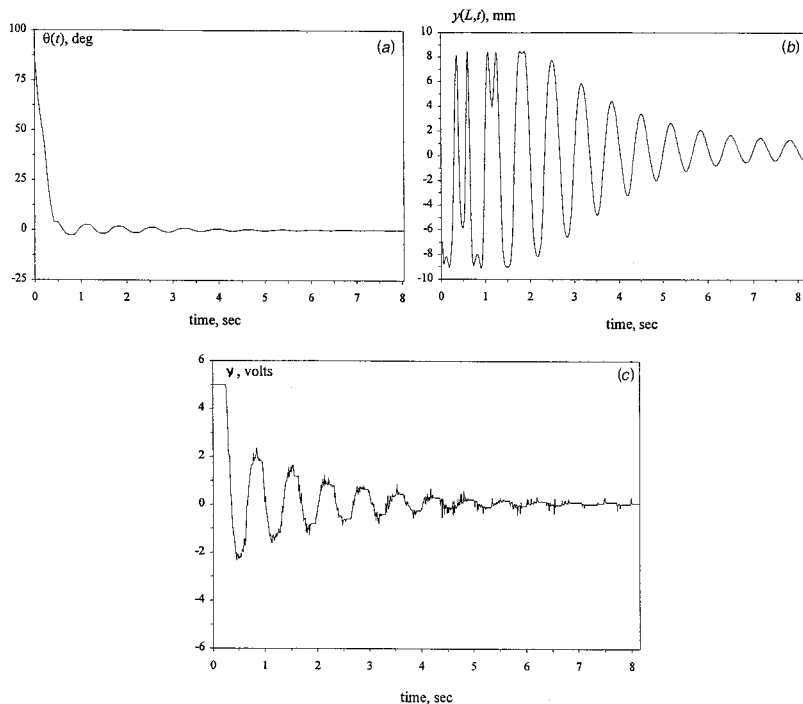 θ(t), deg
(a)
100
75
50
25
0
-25
0 1 2 3 4 5 6 7 8
time, sec
y(L,t), mm
(b)
10
8
6
4
2
0
-2
-4
-6
-8
-10
0 1 2 3 4 5 6 7 8
time, sec
v, volts
(c)
6
4
2
0
-2
-4
-6
0 1 2 3 4 5 6 7 8
time, sec